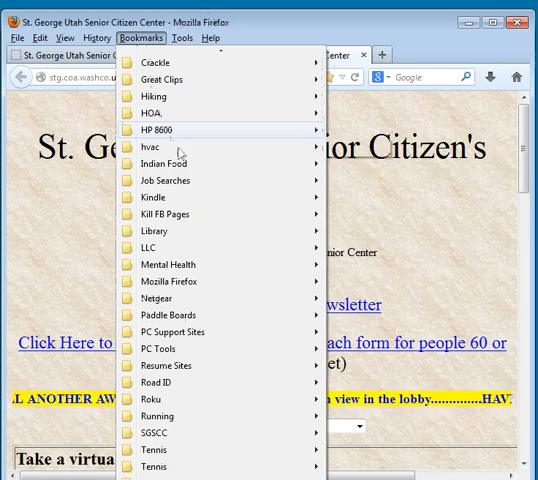 St. George Utah Senior Citizen Center - Mozilla Firefox
File Edit View History Bookmarks Tools Help
St. George Utah Senior C
Center
stg.coa.washco.u
Google
Crackle
Great Clips
Hiking
HOA,
HP 8600
hvac
Indian Food
Job Searches
Kindle
Kill FB Pages
Library
LLC
Mental Health
Mozilla Firefox
Netgear
Paddle Boards
PC Support Sites
PC Tools
Resume Sites
Road ID
Roku
Running
SGSCC
Tennis
Tennis
St. Ge
ior Citizen's
nior Center
wsletter
Click Here to
ach form for people 60 or
et)
.L ANOTHER AW
n view in the lobby..............HAV
Take a virtua